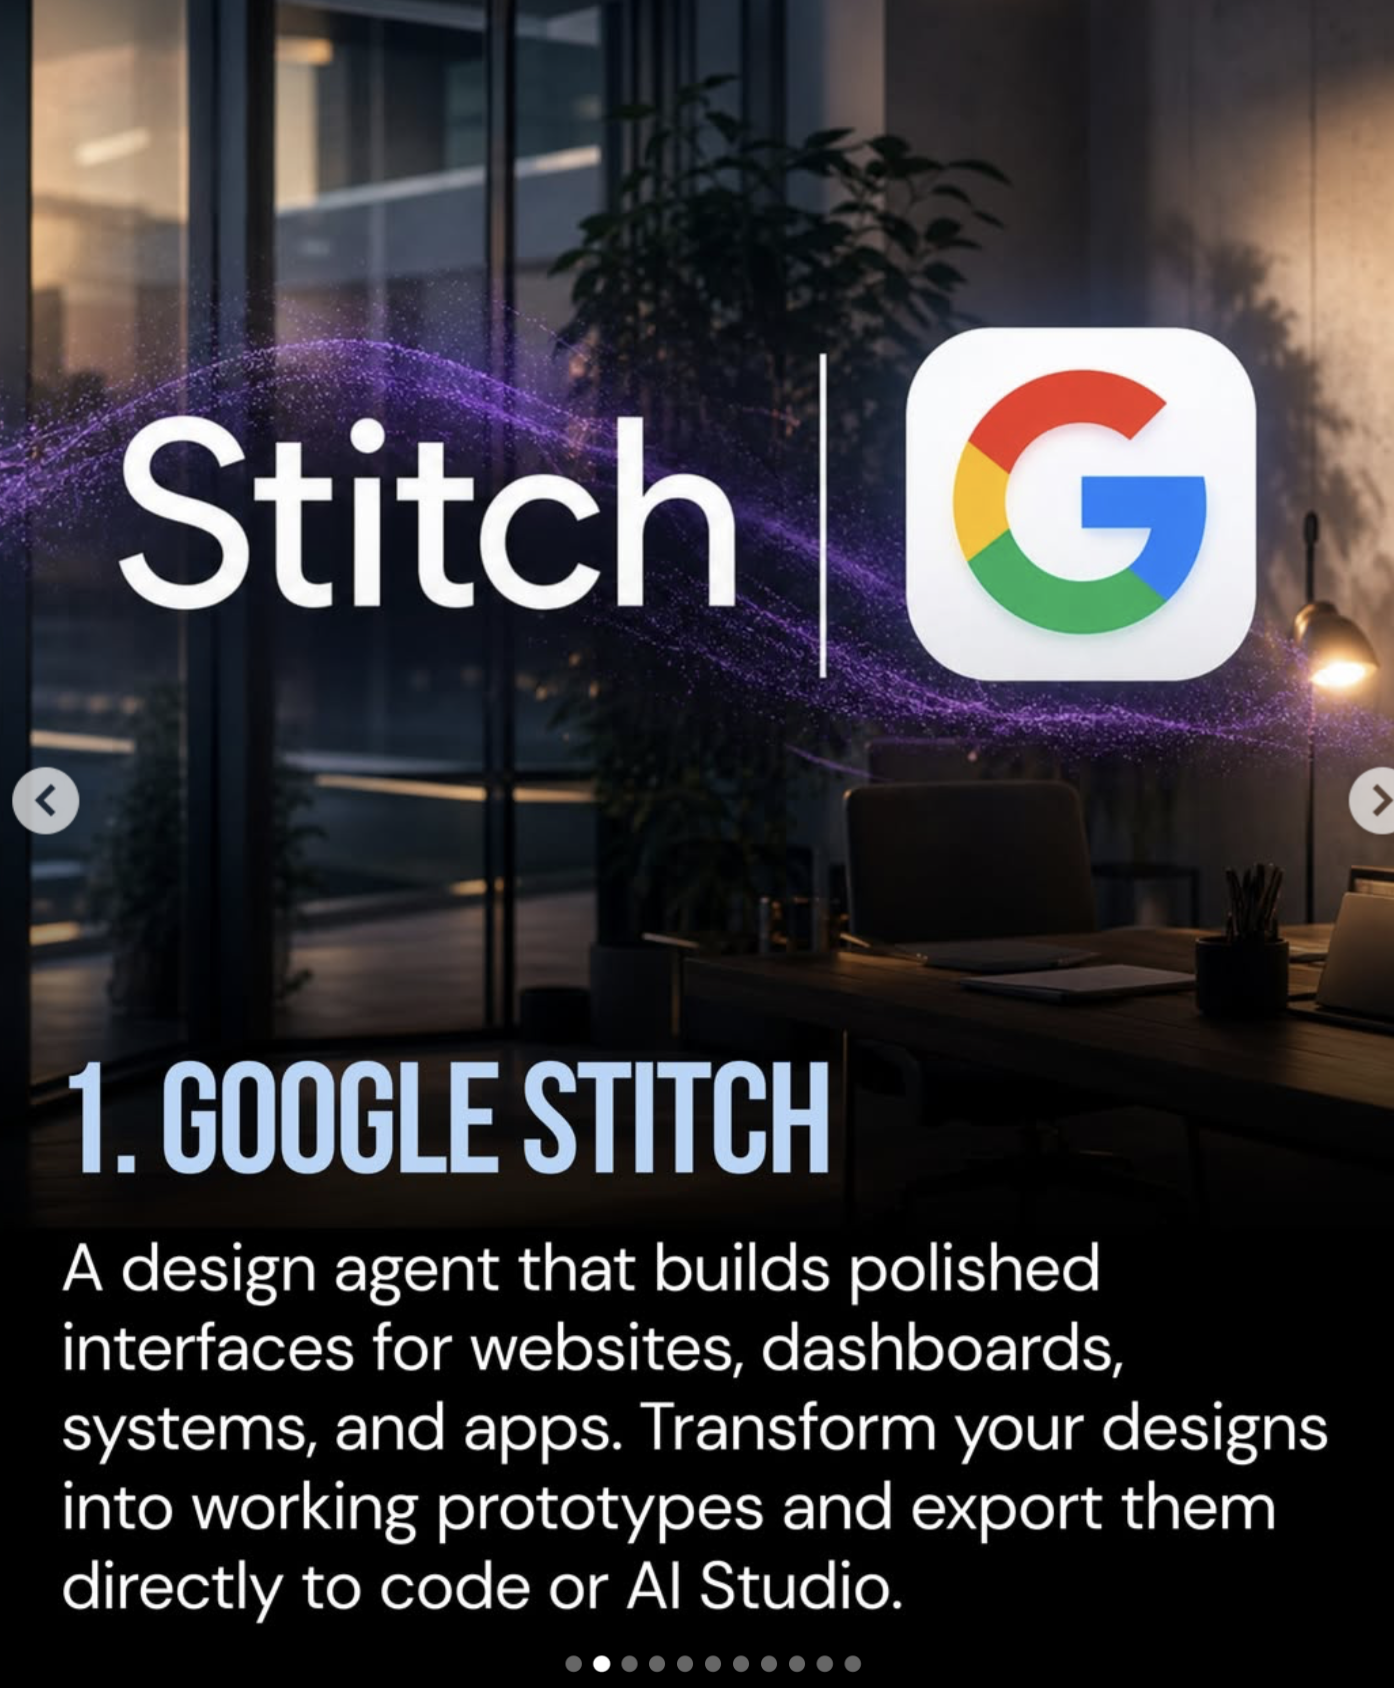 Stitch
G
1. GOOGLE STITCH
A design agent that builds polished
interfaces for websites, dashboards,
systems, and apps. Transform your designs
into working prototypes and export them
directly to code or AI Studio.